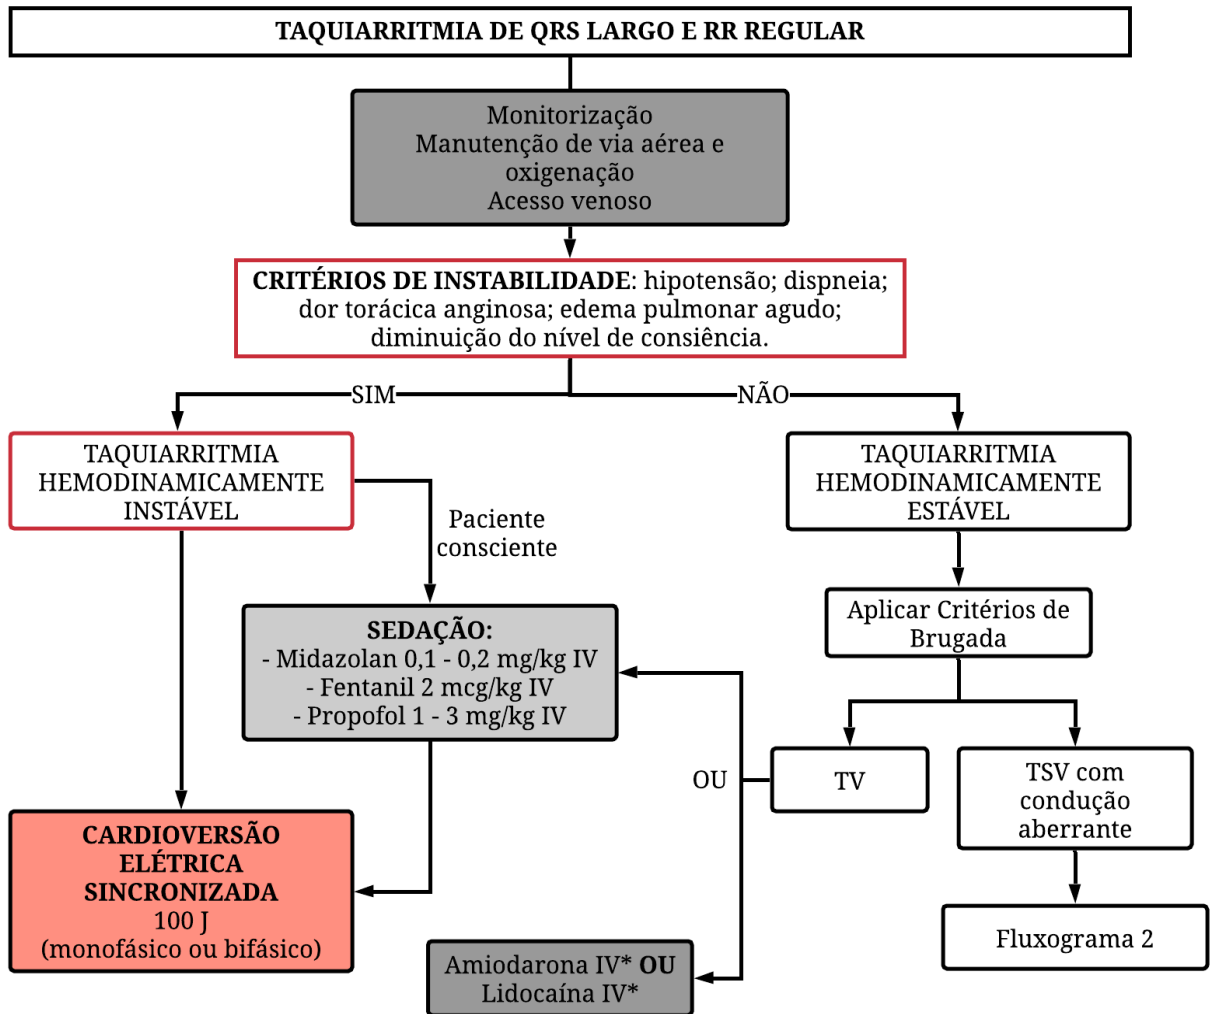 TAQUIARRITMIA DE QRS LARGO E RR REGULAR
Monitorização
Manutenção de via aérea e
oxigenação
Acesso venoso
CRITÉRIOS DE INSTABILIDADE: hipotensão; dispneia;
dor torácica anginosa; edema pulmonar agudo;
diminuição do nível de consiência.
SIM
NÃO
TAQUIARRITMIA
HEMODINAMICAMENTE
INSTÁVEL
TAQUIARRITMIA
HEMODINAMICAMENTE
ESTÁVEL
Paciente
consciente
Aplicar Critérios de
Brugada
SEDAÇÃO:
- Midazolan 0,1 - 0,2 mg/kg IV
- Fentanil 2 mcg/kg IV
- Propofol 1 - 3 mg/kg IV
OU
TV
TSV com
condução
aberrante
CARDIOVERSÃO
ELÉTRICA
SINCRONIZADA
100 J
(monofásico ou bifásico)
Fluxograma 2
Amiodarona IV* OU
Lidocaína IV*